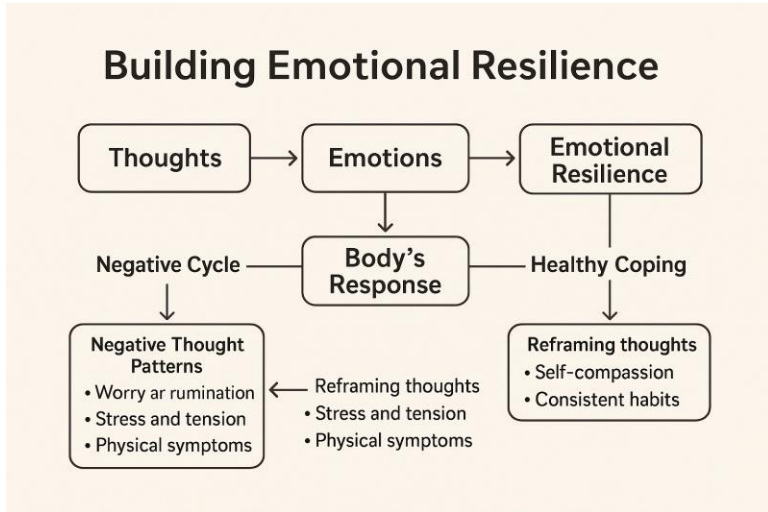 Building Emotional Resilience
Thoughts
Emotions
Emotional
Resilience
Negative Cycle
Body's
Response
Healthy Coping
Negative Thought
Patterns
• Worry ar rumination
• Stress and tension
• Physical symptoms
Reframing thoughts
• Stress and tension
• Physical symptoms
Reframing thoughts
• Self-compassion
• Consistent habits